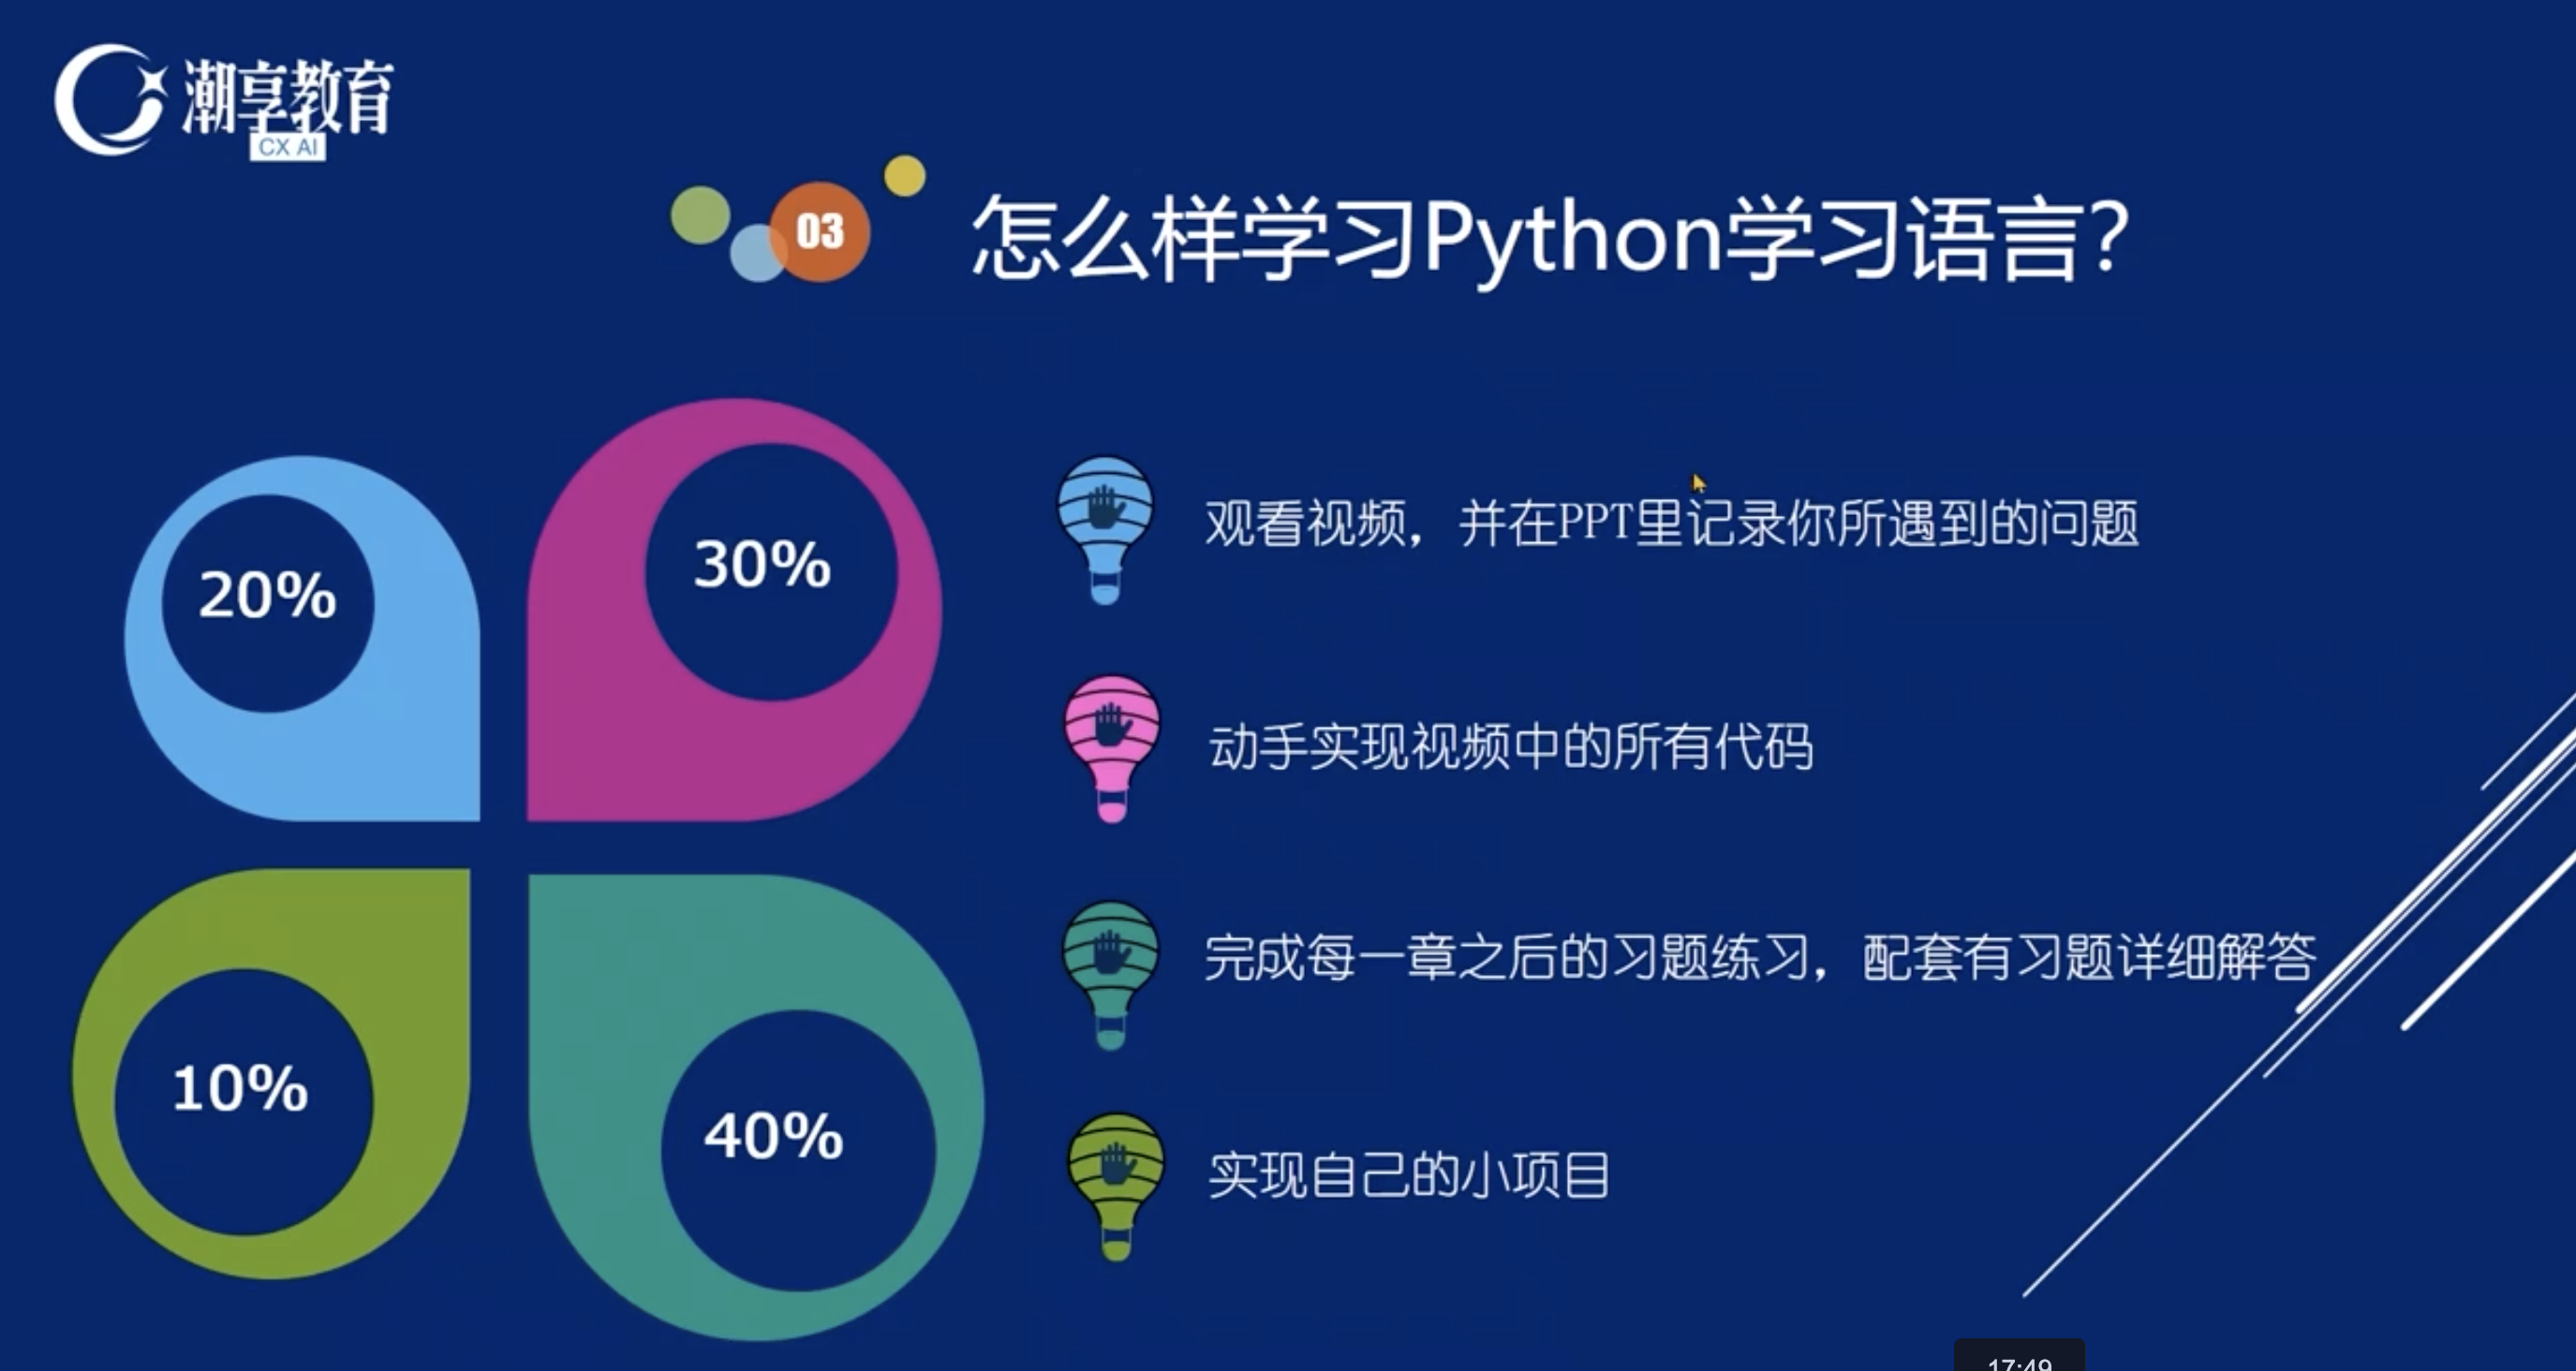 潮享教育
CX AI
03
怎么样学习Python学习语言?
20%
30%
10%
40%
观看视频，并在PPT里记录你所遇到的问题
动手实现视频中的所有代码
完成每一章之后的习题练习，配套有习题详细解答
实现自己的小项目
17:49